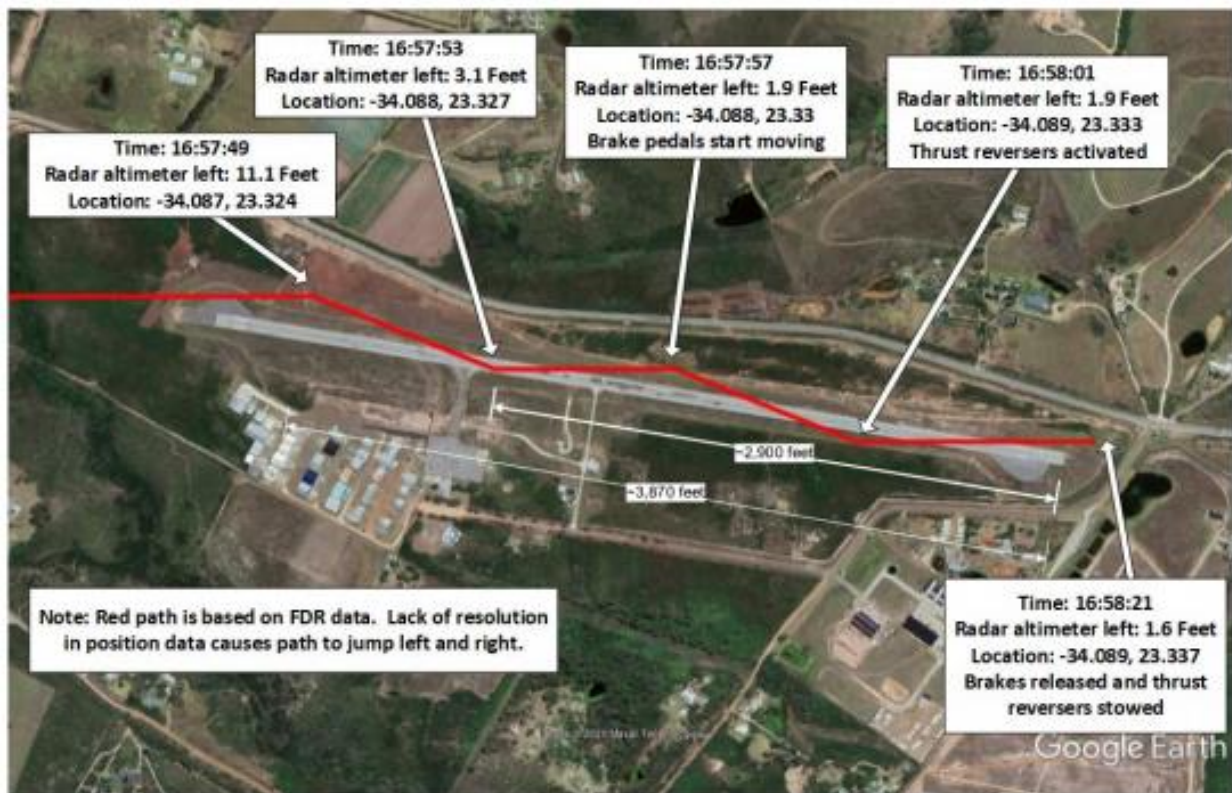 Time: 16:57:53
Radar altimeter left: 3.1 Feet
Location: -34.088, 23.327
Time: 16:57:57
Radar altimeter left: 1.9 Feet
Location: -34.088, 23.33
Brake pedals start moving
Time: 16:58:01
Radar altimeter left: 1.9 Feet
Location: -34.089, 23.333
Thrust reversers activated
Time: 16:57:49
Radar altimeter left: 11.1 Feet
Location: -34.087, 23.324
~2,900 feet
~3,870 feet
Note: Red path is based on FDR data. Lack of resolution
in position data causes path to jump left and right.
Time: 16:58:21
Radar altimeter left: 1.6 Feet
Location: -34.089, 23.337
Brakes released and thrust
reversers stowed
Google Earth